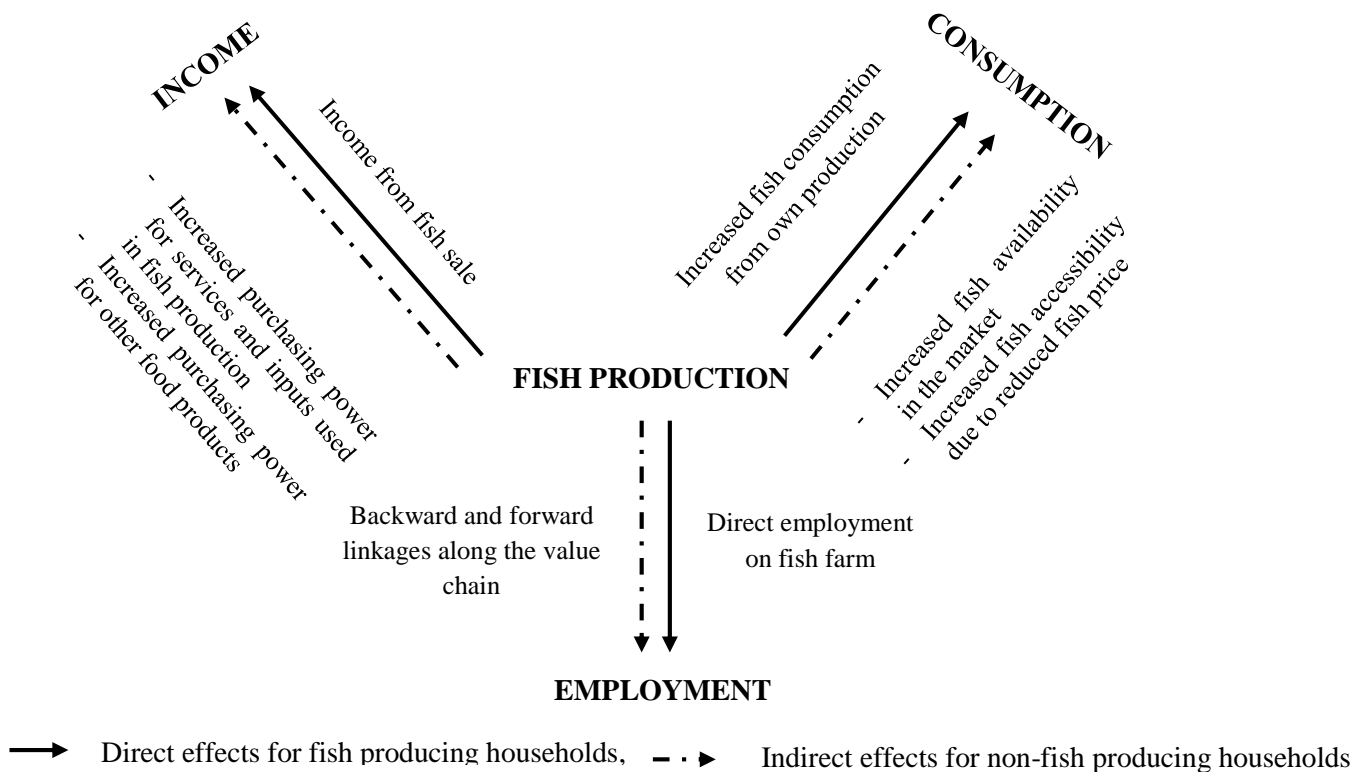 INCOME
CONSUMPTION
Income from fish sale
Increased fish consumption
from own production
- Increased purchasing power
for services and inputs used
in fish production
- Increased purchasing power
for other food products
- Increased fish availability
in the market
- Increased fish accessibility
due to reduced fish price
FISH PRODUCTION
Backward and forward
linkages along the value
chain
Direct employment
on fish farm
EMPLOYMENT
Direct effects for fish producing households, Indirect effects for non-fish producing households